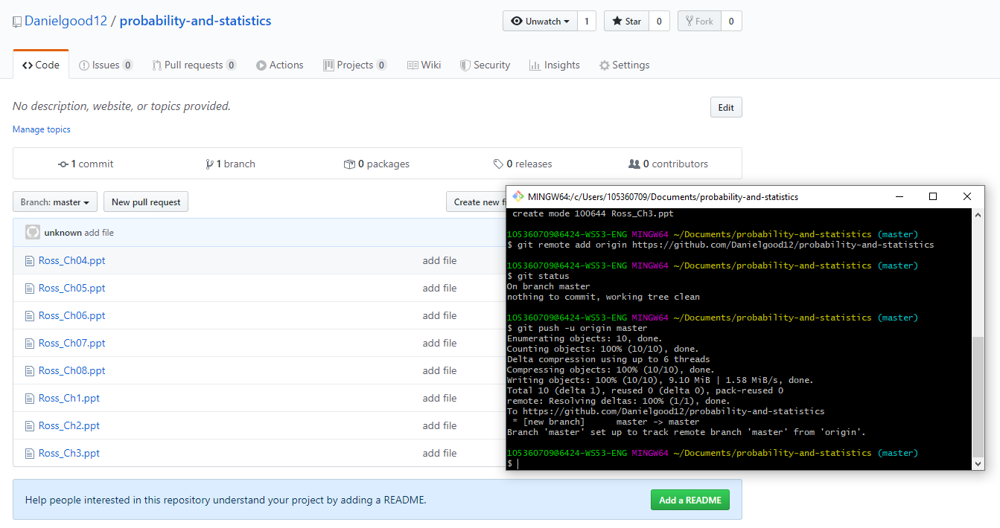 Danielgood12 / probability-and-statistics
Unwatch 1 Star 0 Fork 0
Code Issues 0 Pull requests 0 Actions Projects 0 Wiki Security Insights Settings
No description, website, or topics provided.
Edit
Manage topics
1 commit 1 branch 0 packages 0 releases 0 contributors
Branch: master New pull request Create new fi
unknown add file
Ross_Ch04.ppt add file
Ross_Ch05.ppt add file
Ross_Ch06.ppt add file
Ross_Ch07.ppt add file
Ross_Ch08.ppt add file
Ross_Ch1.ppt add file
Ross_Ch2.ppt add file
Ross_Ch3.ppt add file
MINGW64:/c/Users/105360709/Documents/probability-and-statistics
create mode 100644 Ross_Ch3.ppt
105360709@6424-WS53-ENG MINGW64 ~/Documents/probability-and-statistics (master)
$ git remote add origin https://github.com/Danielgood12/probability-and-statistics
105360709@6424-WS53-ENG MINGW64 ~/Documents/probability-and-statistics (master)
$ git status
On branch master
nothing to commit, working tree clean
105360709@6424-WS53-ENG MINGW64 ~/Documents/probability-and-statistics (master)
$ git push -u origin master
Enumerating objects: 10, done.
Counting objects: 100% (10/10), done.
Delta compression using up to 6 threads
Compressing objects: 100% (10/10), done.
Writing objects: 100% (10/10), 9.10 MiB | 1.58 MiB/s, done.
Total 10 (delta 1), reused 0 (delta 0), pack-reused 0
remote: Resolving deltas: 100% (1/1), done.
To https://github.com/Danielgood12/probability-and-statistics
* [new branch]      master -> master
Branch 'master' set up to track remote branch 'master' from 'origin'.
105360709@6424-WS53-ENG MINGW64 ~/Documents/probability-and-statistics (master)
$
Help people interested in this repository understand your project by adding a README.
Add a README